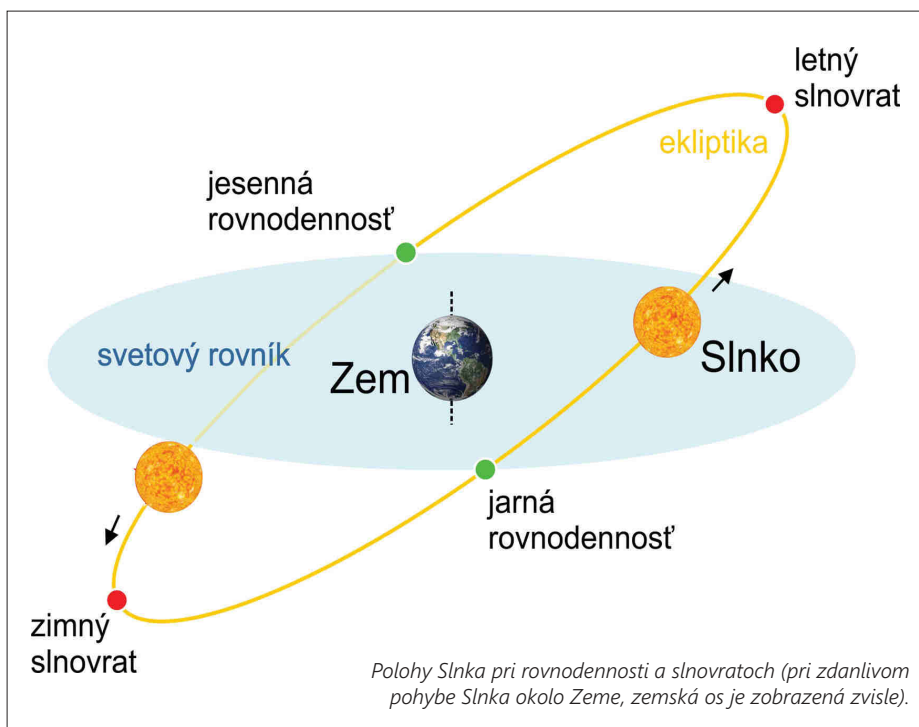 letný
slnovrat
ekliptika
jesenná
rovnodennosť
svetový rovník
Zem
Slnko
jarná
rovnodennosť
zimný
slnovrat
Polohy Slnka pri rovnodennosti a slnovratoch (pri zdanlivom
pohybe Slnka okolo Zeme, zemská os je zobrazená zvisle).